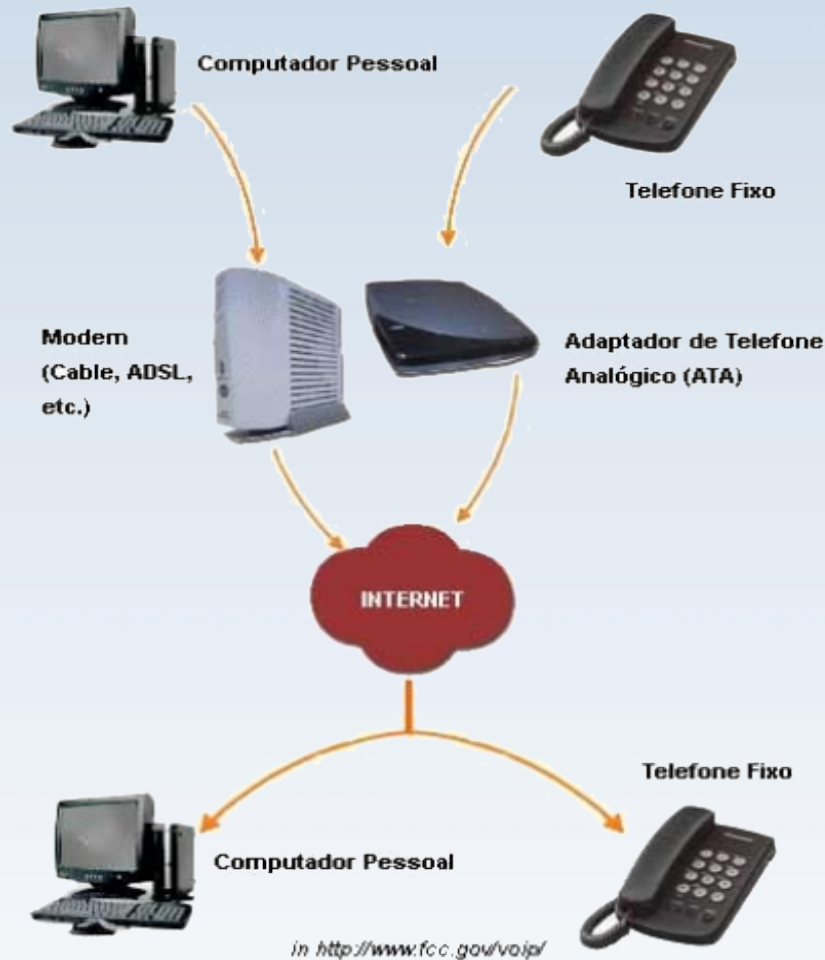 Computador Pessoal
Telefone Fixo
Modem
(Cable, ADSL,
etc.)
Adaptador de Telefone
Analógico (ATA)
INTERNET
Telefone Fixo
Computador Pessoal
in http://www.fcc.gov/voip/